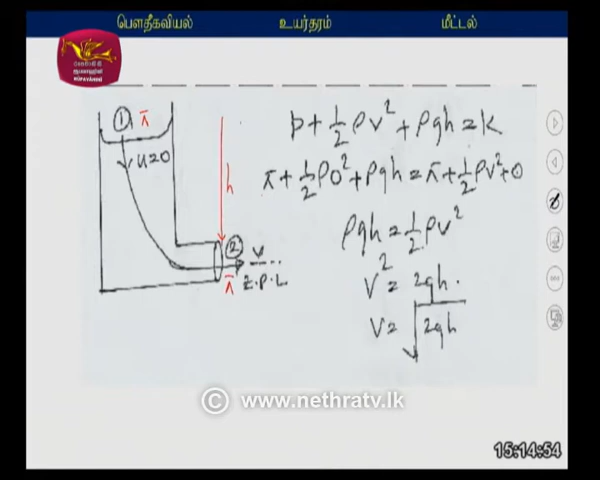 பௌதீகவியல் உயர்தரம் மீட்டல்
① π̄
u=0
h
② v
π̄ Z.P.L
p + 1/2 ρv² + ρgh = k
π + 1/2 ρ0² + ρgh = π + 1/2 ρv² + 0
ρgh = 1/2 ρv²
v² = 2gh.
v = √2gh
© www.nethratv.lk
15:14:54